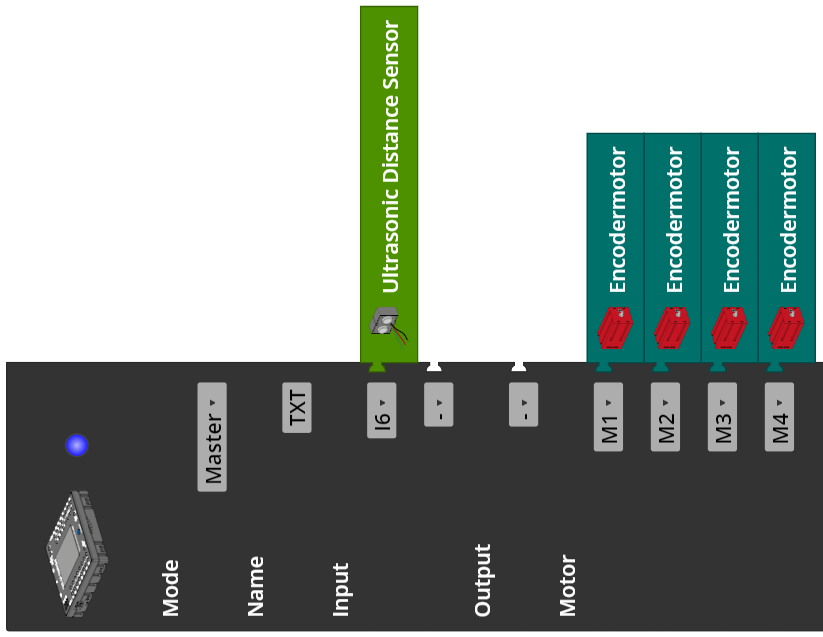 Mode
Master
Name
TXT
Input
I6 Ultrasonic Distance Sensor
-
Output
-
Motor
M1 Encodermotor
M2 Encodermotor
M3 Encodermotor
M4 Encodermotor